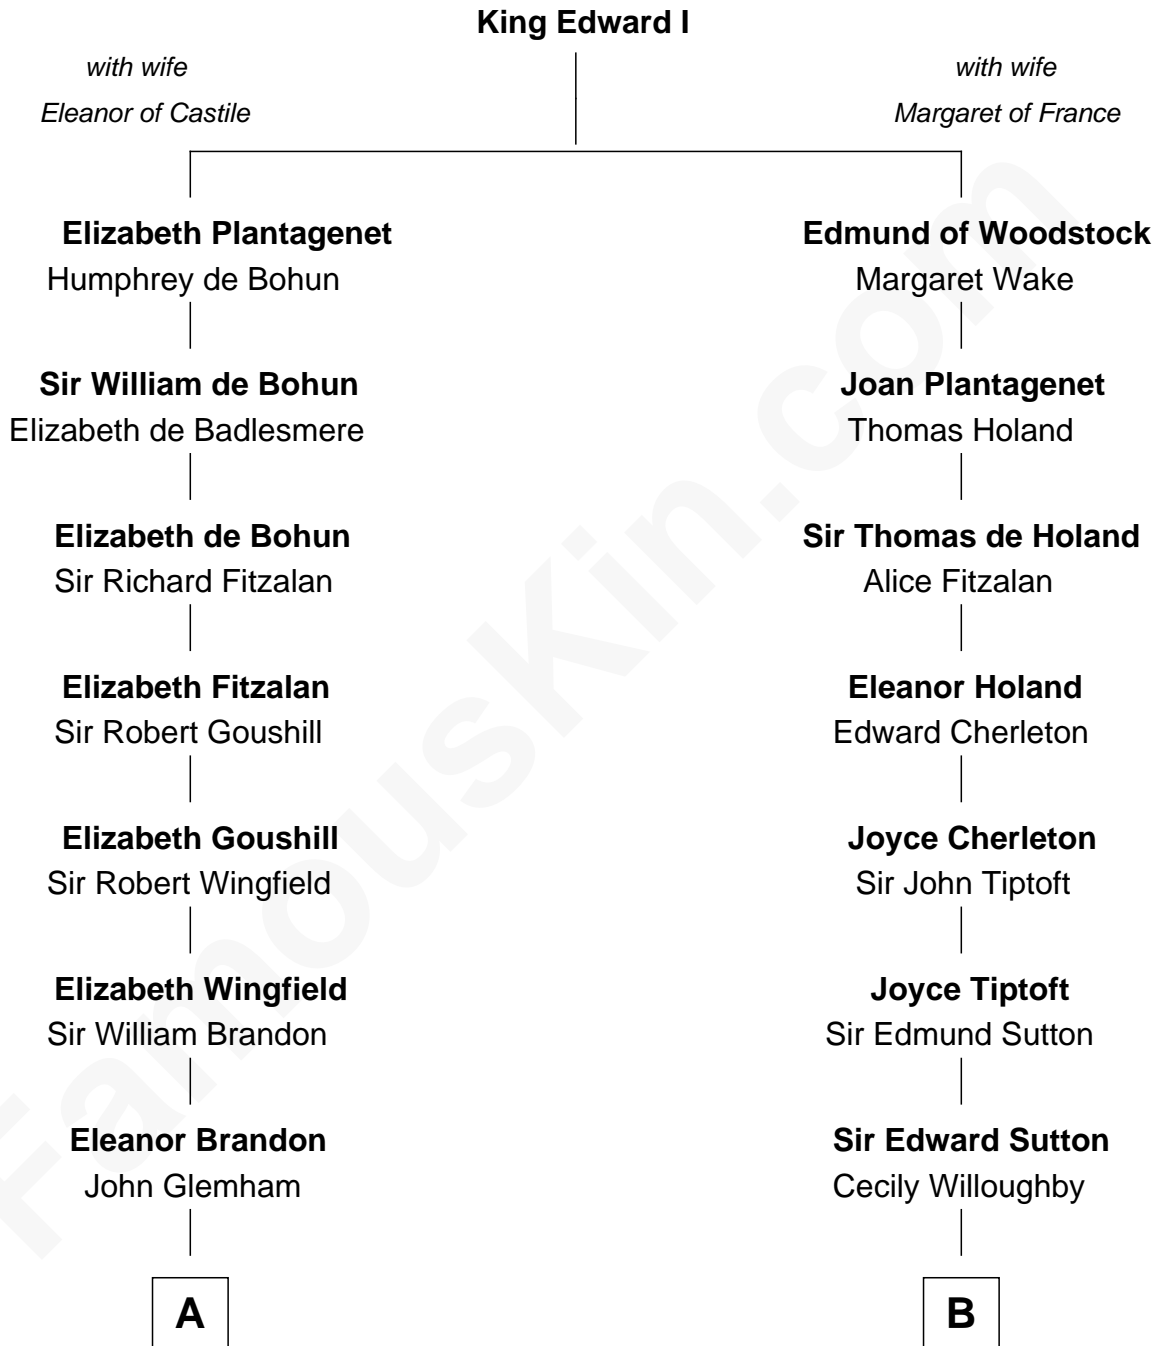 King Edward I
with wife
Eleanor of Castile
with wife
Margaret of France
Elizabeth Plantagenet
Humphrey de Bohun
Edmund of Woodstock
Margaret Wake
Sir William de Bohun
Elizabeth de Badlesmere
Joan Plantagenet
Thomas Holand
Elizabeth de Bohun
Sir Richard Fitzalan
Sir Thomas de Holand
Alice Fitzalan
Elizabeth Fitzalan
Sir Robert Goushill
Eleanor Holand
Edward Cherleton
Elizabeth Goushill
Sir Robert Wingfield
Joyce Cherleton
Sir John Tiptoft
Elizabeth Wingfield
Sir William Brandon
Joyce Tiptoft
Sir Edmund Sutton
Eleanor Brandon
John Glemham
Sir Edward Sutton
Cecily Willoughby
A
B
FamousKin.com